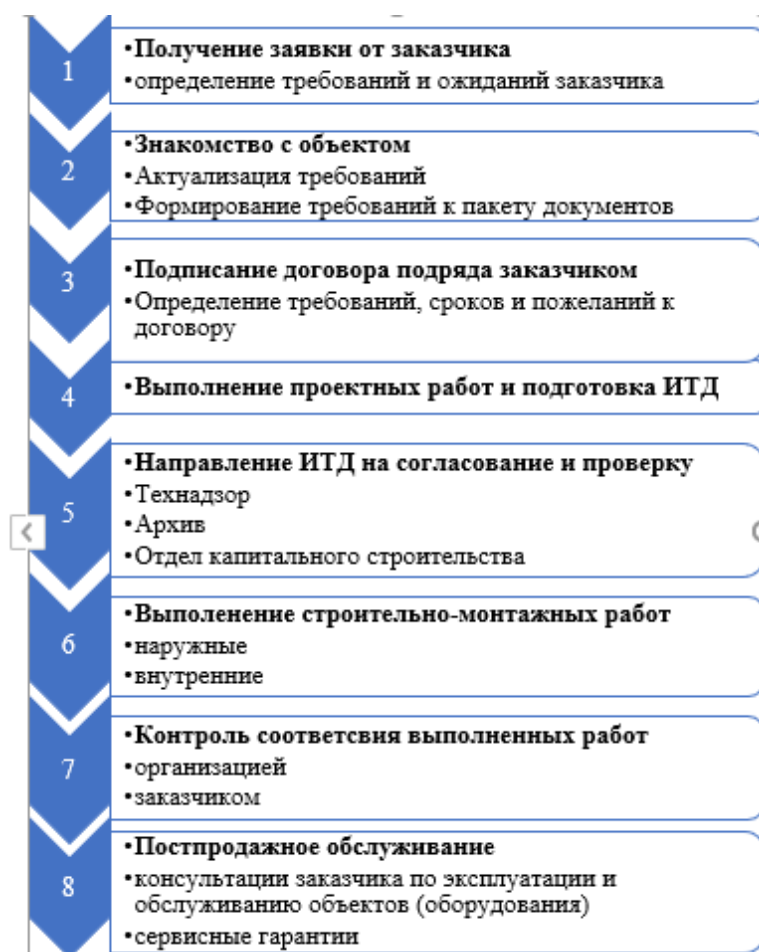 1
•Получение заявки от заказчика
•определение требований и ожиданий заказчика
2
•Знакомство с объектом
•Актуализация требований
•Формирование требований к пакету документов
3
•Подписание договора подряда заказчиком
•Определение требований, сроков и пожеланий к
договору
4
•Выполнение проектных работ и подготовка ИТД
5
•Направление ИТД на согласование и проверку
•Технадзор
•Архив
•Отдел капитального строительства
6
•Выполенение строительно-монтажных работ
•наружные
•внутренние
7
•Контроль соответсвия выполненных работ
•организацией
•заказчиком
8
•Постпродажное обслуживание
•консультации заказчика по эксплуатации и
обслуживанию объектов (оборудования)
•сервисные гарантии